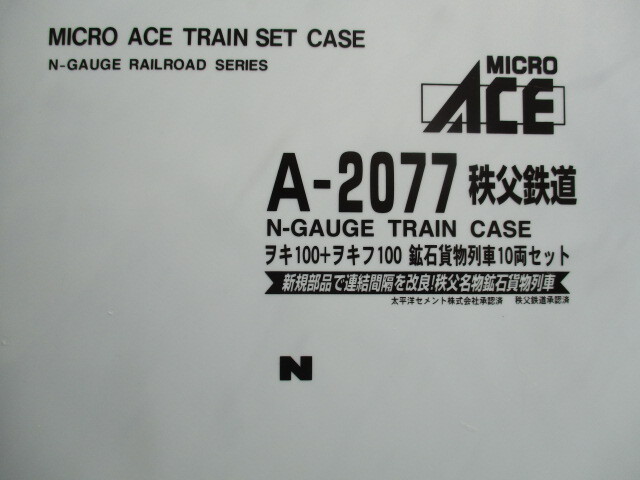 MICRO ACE TRAIN SET CASE
N-GAUGE RAILROAD SERIES
MICRO
ACE
A-2077 秩父鉄道
N-GAUGE TRAIN CASE
ヲキ100+ヲキフ100 鉱石貨物列車10両セット
新規部品で連結間隔を改良!秩父名物鉱石貨物列車
太平洋セメント株式会社承認済 秩父鉄道承認済
N